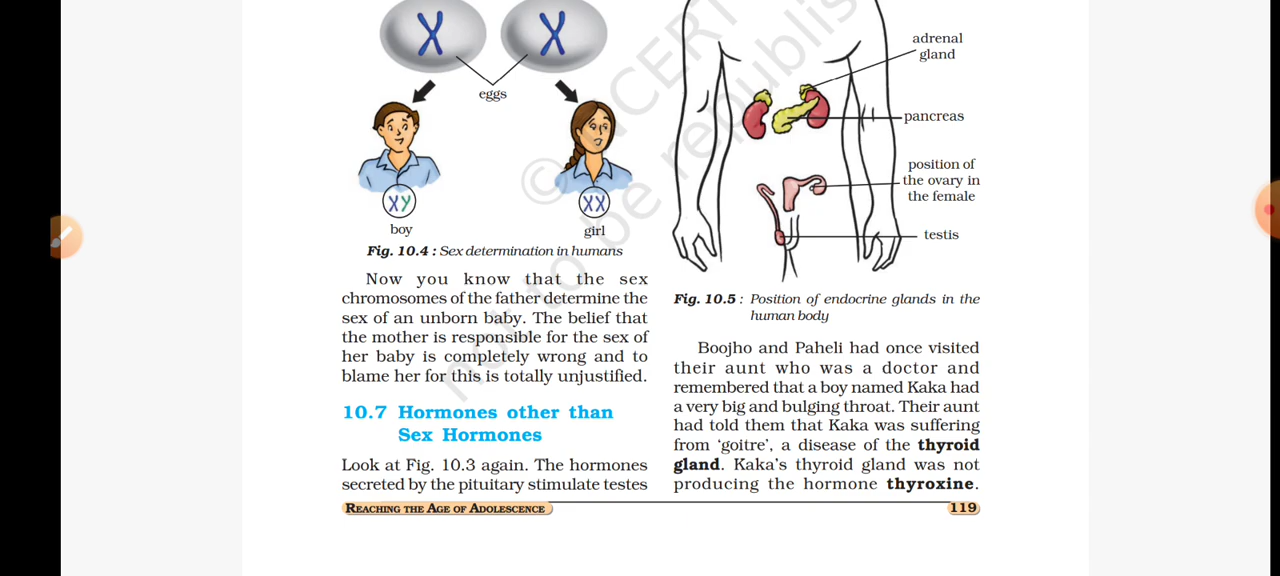 X
X
eggs
XY
XX
boy
girl
Fig. 10.4 : Sex determination in humans
Now you know that the sex
chromosomes of the father determine the
sex of an unborn baby. The belief that
the mother is responsible for the sex of
her baby is completely wrong and to
blame her for this is totally unjustified.
10.7 Hormones other than
Sex Hormones
Look at Fig. 10.3 again. The hormones
secreted by the pituitary stimulate testes
adrenal
gland
pancreas
position of
the ovary in
the female
testis
Fig. 10.5 : Position of endocrine glands in the
human body
Boojho and Paheli had once visited
their aunt who was a doctor and
remembered that a boy named Kaka had
a very big and bulging throat. Their aunt
had told them that Kaka was suffering
from ‘goitre’, a disease of the thyroid
gland. Kaka’s thyroid gland was not
producing the hormone thyroxine.
REACHING THE AGE OF ADOLESCENCE
119
© NCERT
not to be republis